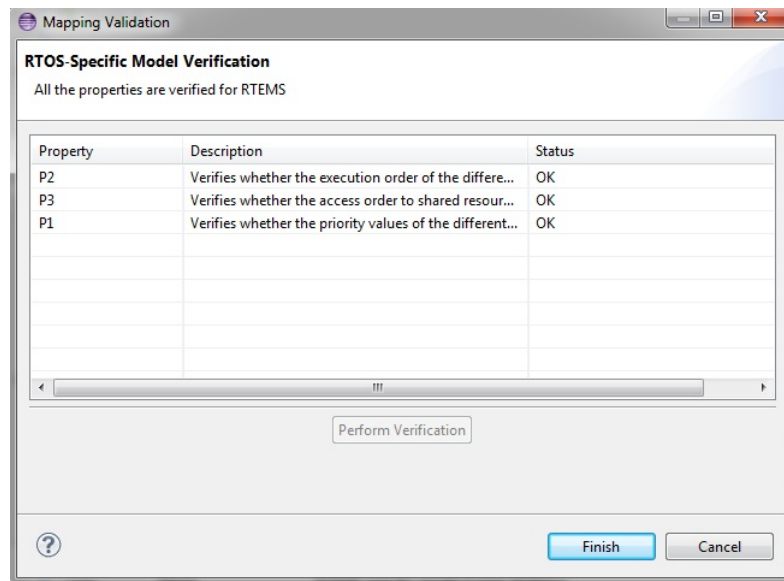 Mapping Validation
RTOS-Specific Model Verification
All the properties are verified for RTEMS
Property Description Status
P2 Verifies whether the execution order of the differe... OK
P3 Verifies whether the access order to shared resour... OK
P1 Verifies whether the priority values of the different... OK
Perform Verification
Finish Cancel